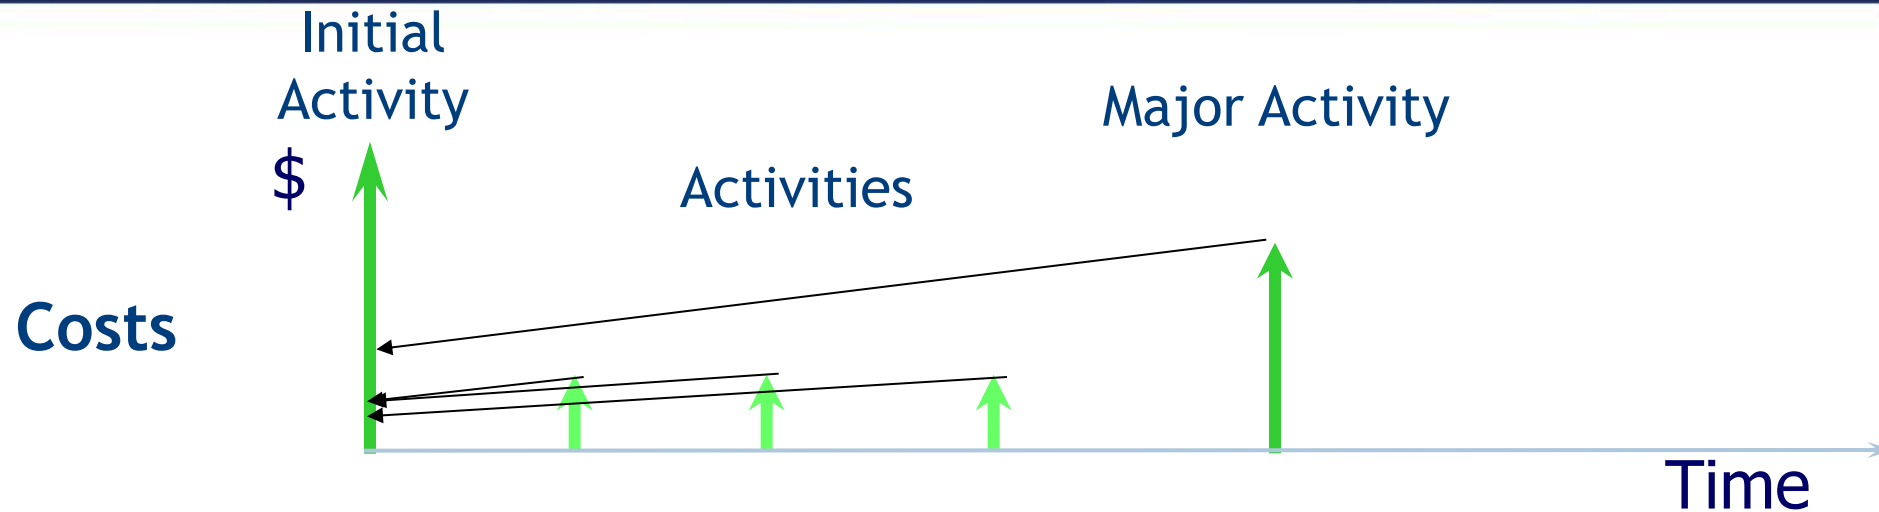 Initial
Activity
Major Activity
$
Activities
Costs
Time